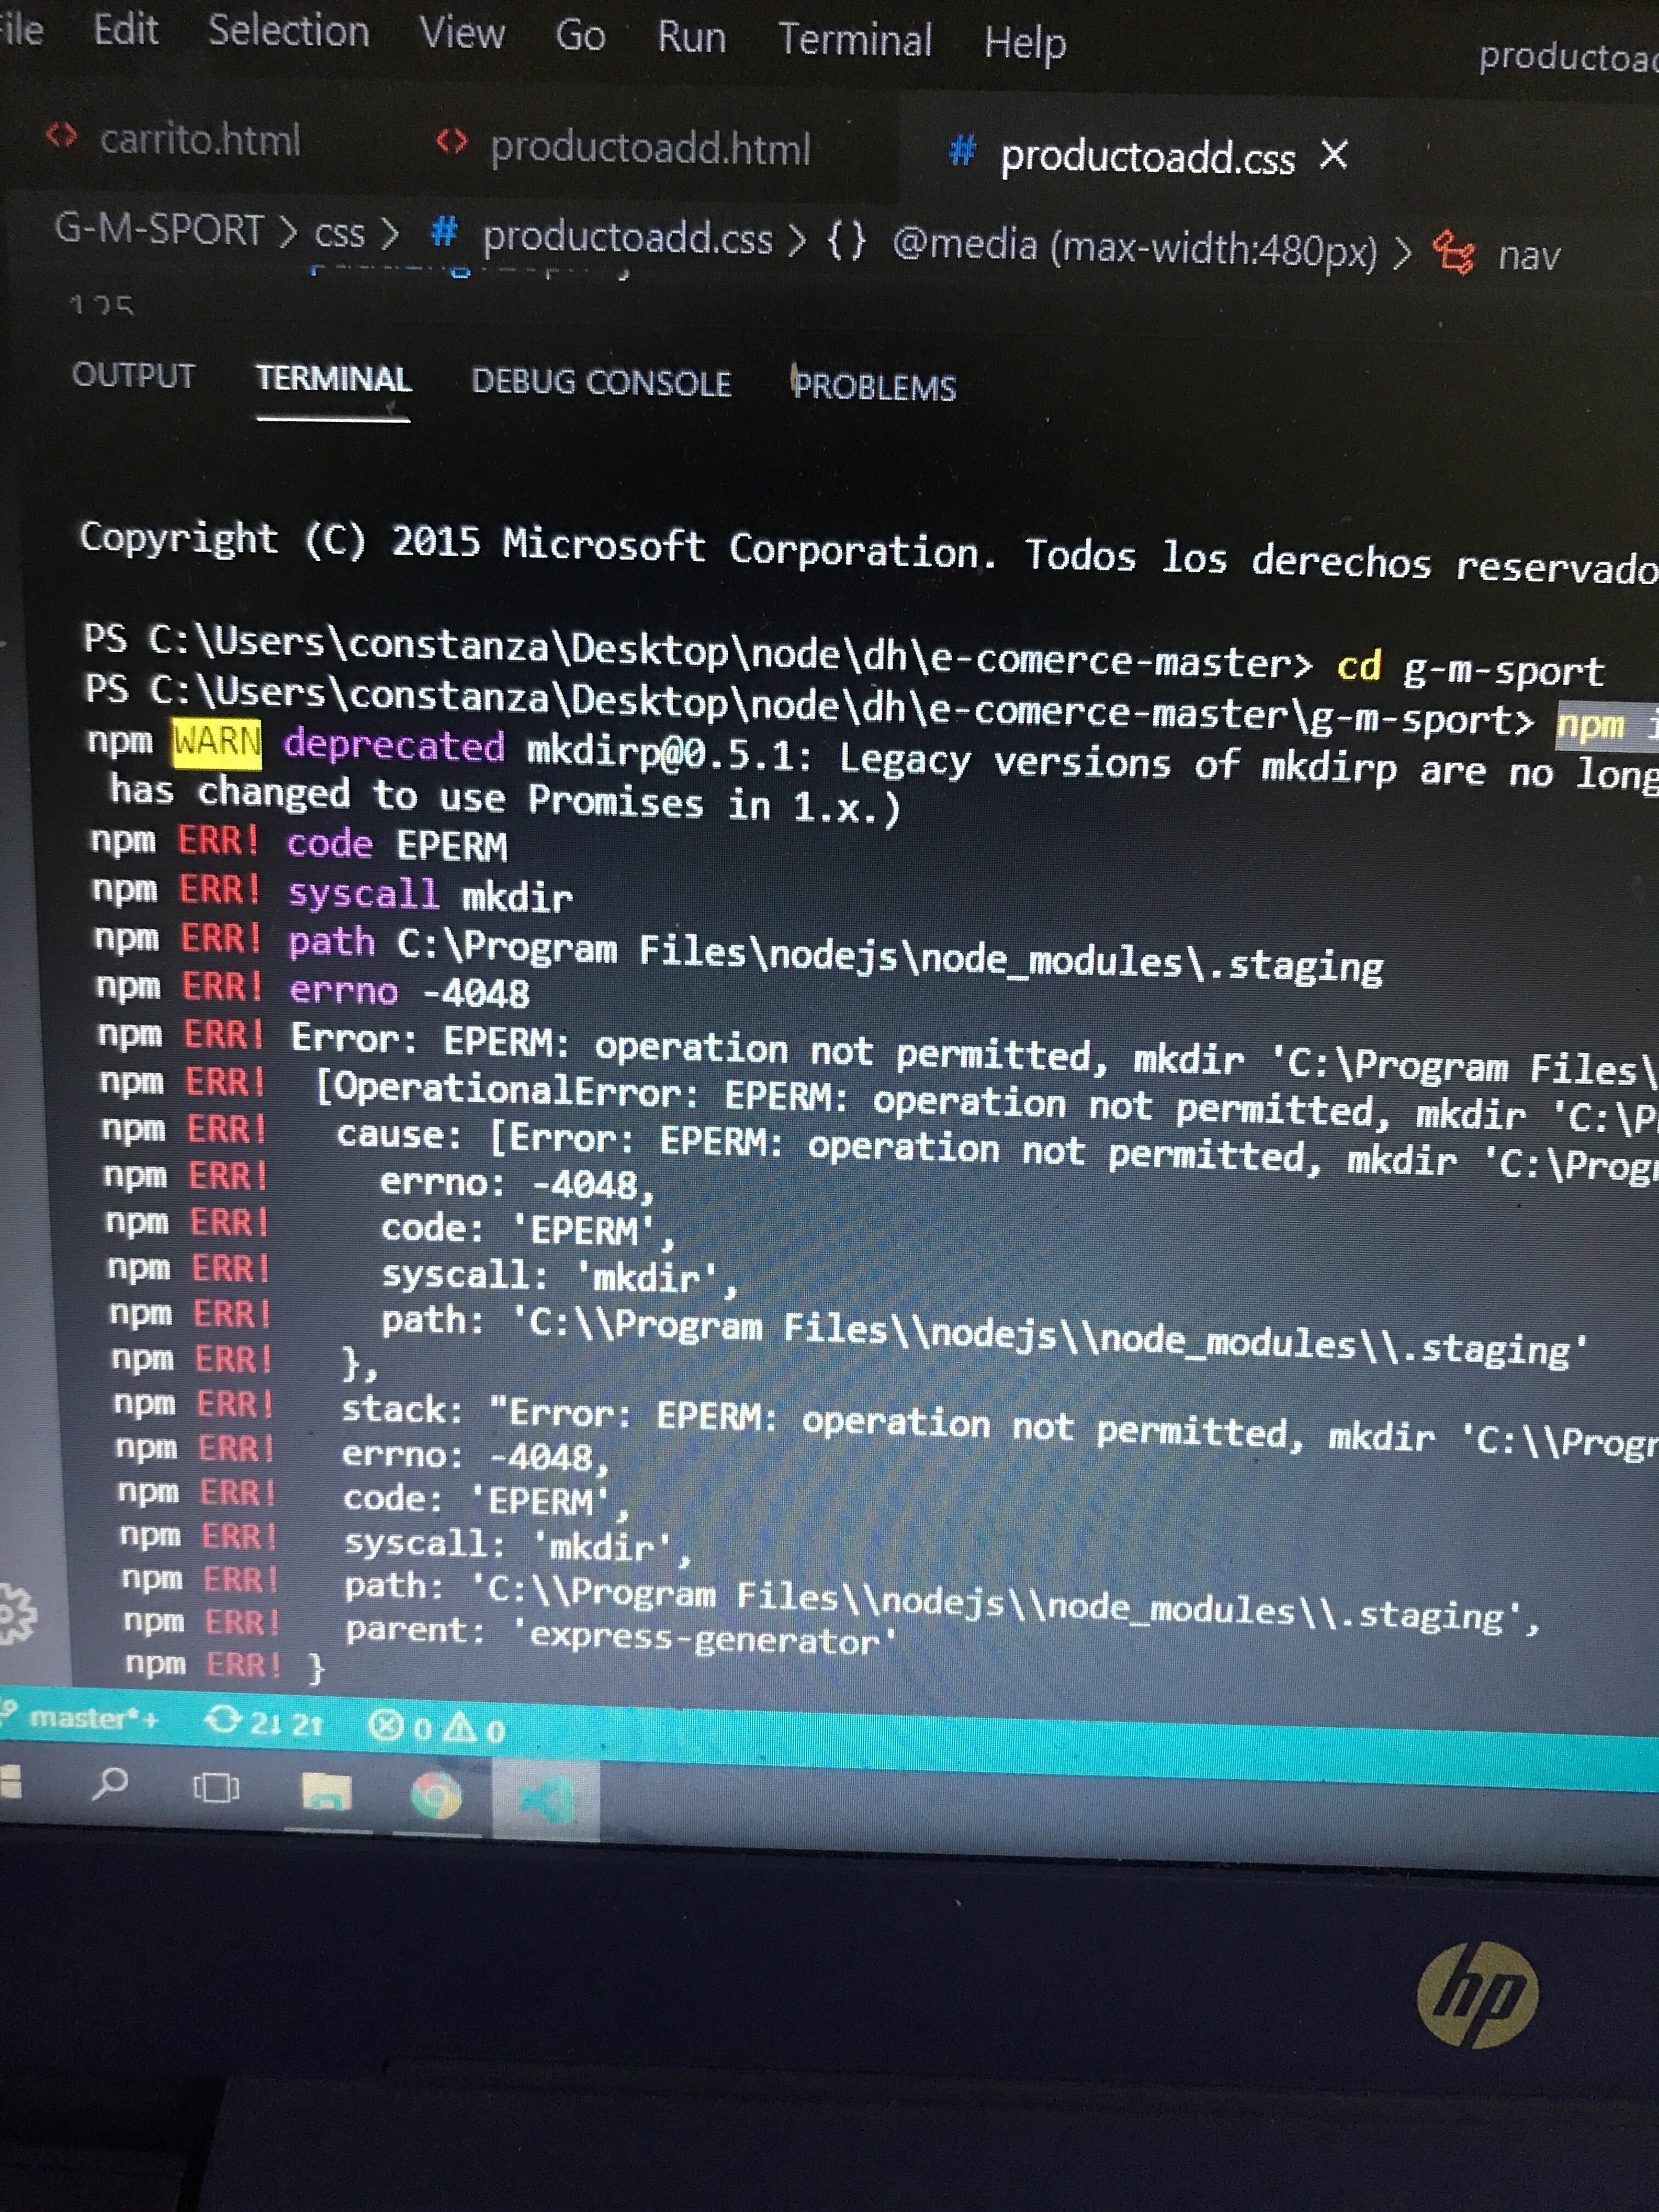 File Edit Selection View Go Run Terminal Help
carrito.html productoadd.html # productoadd.css ×
G-M-SPORT > css > # productoadd.css > {} @media (max-width:480px) > nav
OUTPUT TERMINAL DEBUG CONSOLE PROBLEMS
Copyright (C) 2015 Microsoft Corporation. Todos los derechos reservado
PS C:\Users\constanza\Desktop\node\dh\e-comerce-master> cd g-m-sport
PS C:\Users\constanza\Desktop\node\dh\e-comerce-master\g-m-sport> npm i
npm WARN deprecated mkdirp@0.5.1: Legacy versions of mkdirp are no long
has changed to use Promises in 1.x.)
npm ERR! code EPERM
npm ERR! syscall mkdir
npm ERR! path C:\Program Files\nodejs\node_modules\.staging
npm ERR! errno -4048
npm ERR! Error: EPERM: operation not permitted, mkdir 'C:\Program Files\
npm ERR! [OperationalError: EPERM: operation not permitted, mkdir 'C:\P
npm ERR! cause: [Error: EPERM: operation not permitted, mkdir 'C:\Progr
npm ERR! errno: -4048,
npm ERR! code: 'EPERM',
npm ERR! syscall: 'mkdir',
npm ERR! path: 'C:\\Program Files\\nodejs\\node_modules\\.staging'
npm ERR! },
npm ERR! stack: "Error: EPERM: operation not permitted, mkdir 'C:\\Progr
npm ERR! errno: -4048,
npm ERR! code: 'EPERM',
npm ERR! syscall: 'mkdir',
npm ERR! path: 'C:\\Program Files\\nodejs\\node_modules\\.staging',
npm ERR! parent: 'express-generator'
npm ERR! }
master*+ 2↓ 2↑ 0 0
hp